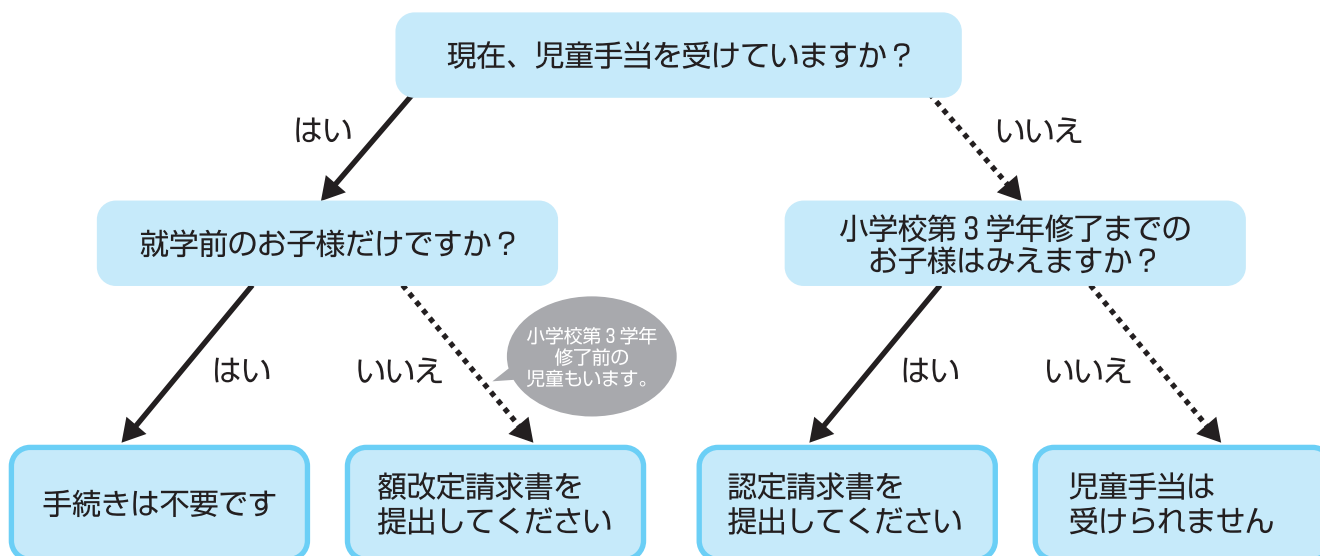 現在、児童手当を受けていますか？
はい
いいえ
就学前のお子様だけですか？
小学校第３学年修了までの
お子様はみえますか？
小学校第３学年
修了前の
児童もいます。
はい
いいえ
はい
いいえ
手続きは不要です
額改定請求書を
提出してください
認定請求書を
提出してください
児童手当は
受けられません